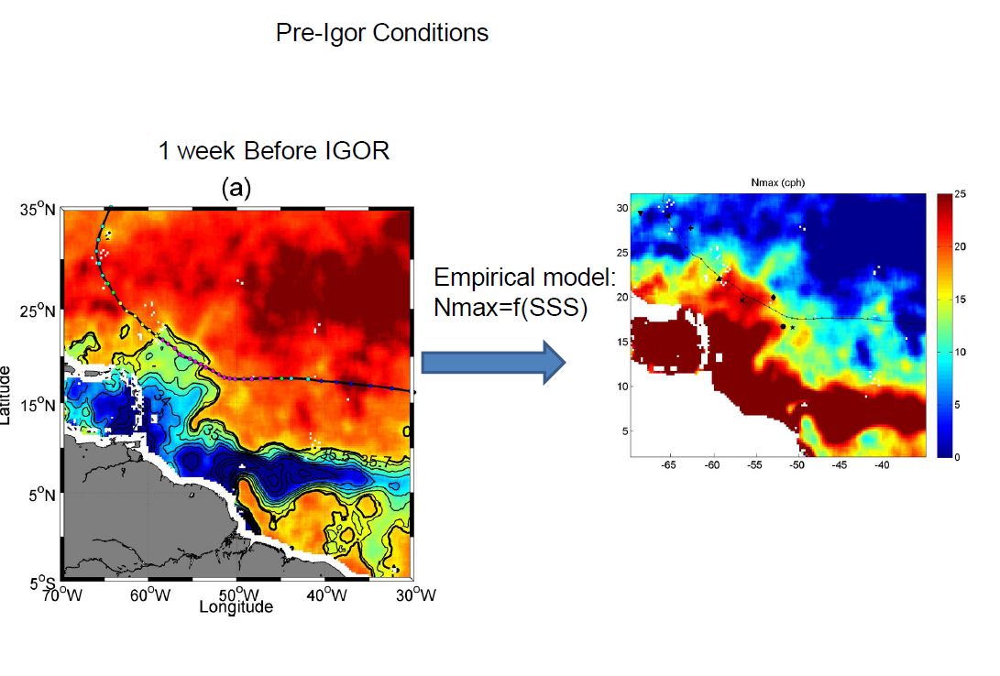 Pre-Igor Conditions
1 week Before IGOR
(a)
35°N
25°N
15°N
5°N
5°S
70°W 60°W 50°W 40°W 30°W
Longitude
Latitude
35.7
Empirical model:
Nmax=f(SSS)
Nmax (cph)
30
25
20
15
10
5
-65 -60 -55 -50 -45 -40
25
20
15
10
5
0